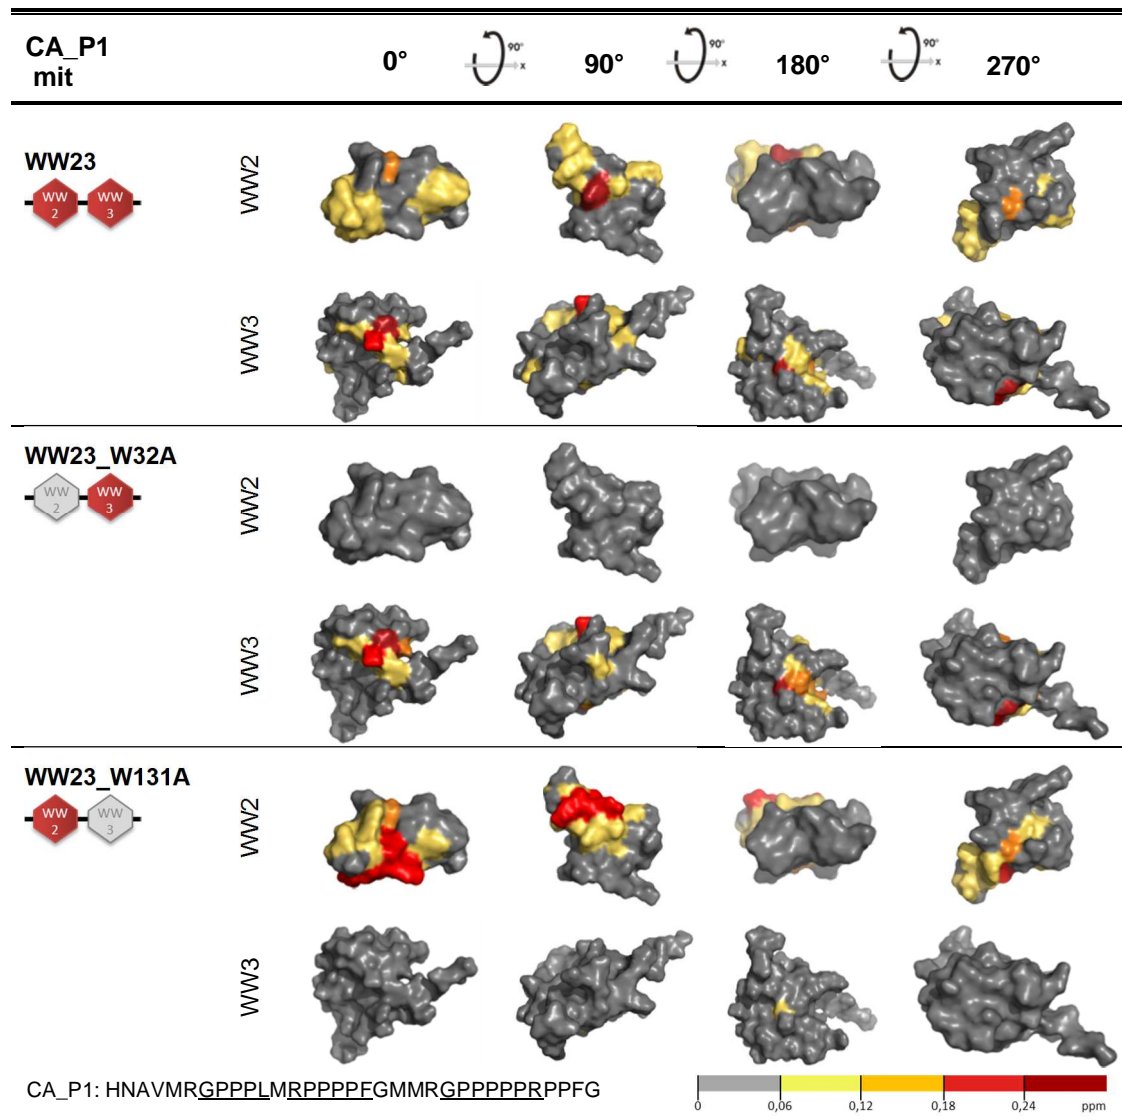 CA_P1 mit 0° 90° x 90° 90° x 180° 90° x 270°
WW23
WW 2 WW 3
WW2
WW3
WW23_W32A
WW 2 WW 3
WW2
WW3
WW23_W131A
WW 2 WW 3
WW2
WW3
CA_P1: HNAVMRGPPPLMRPPPPFGMMRGPPPPPRPPFG
0 0,06 0,12 0,18 0,24 ppm